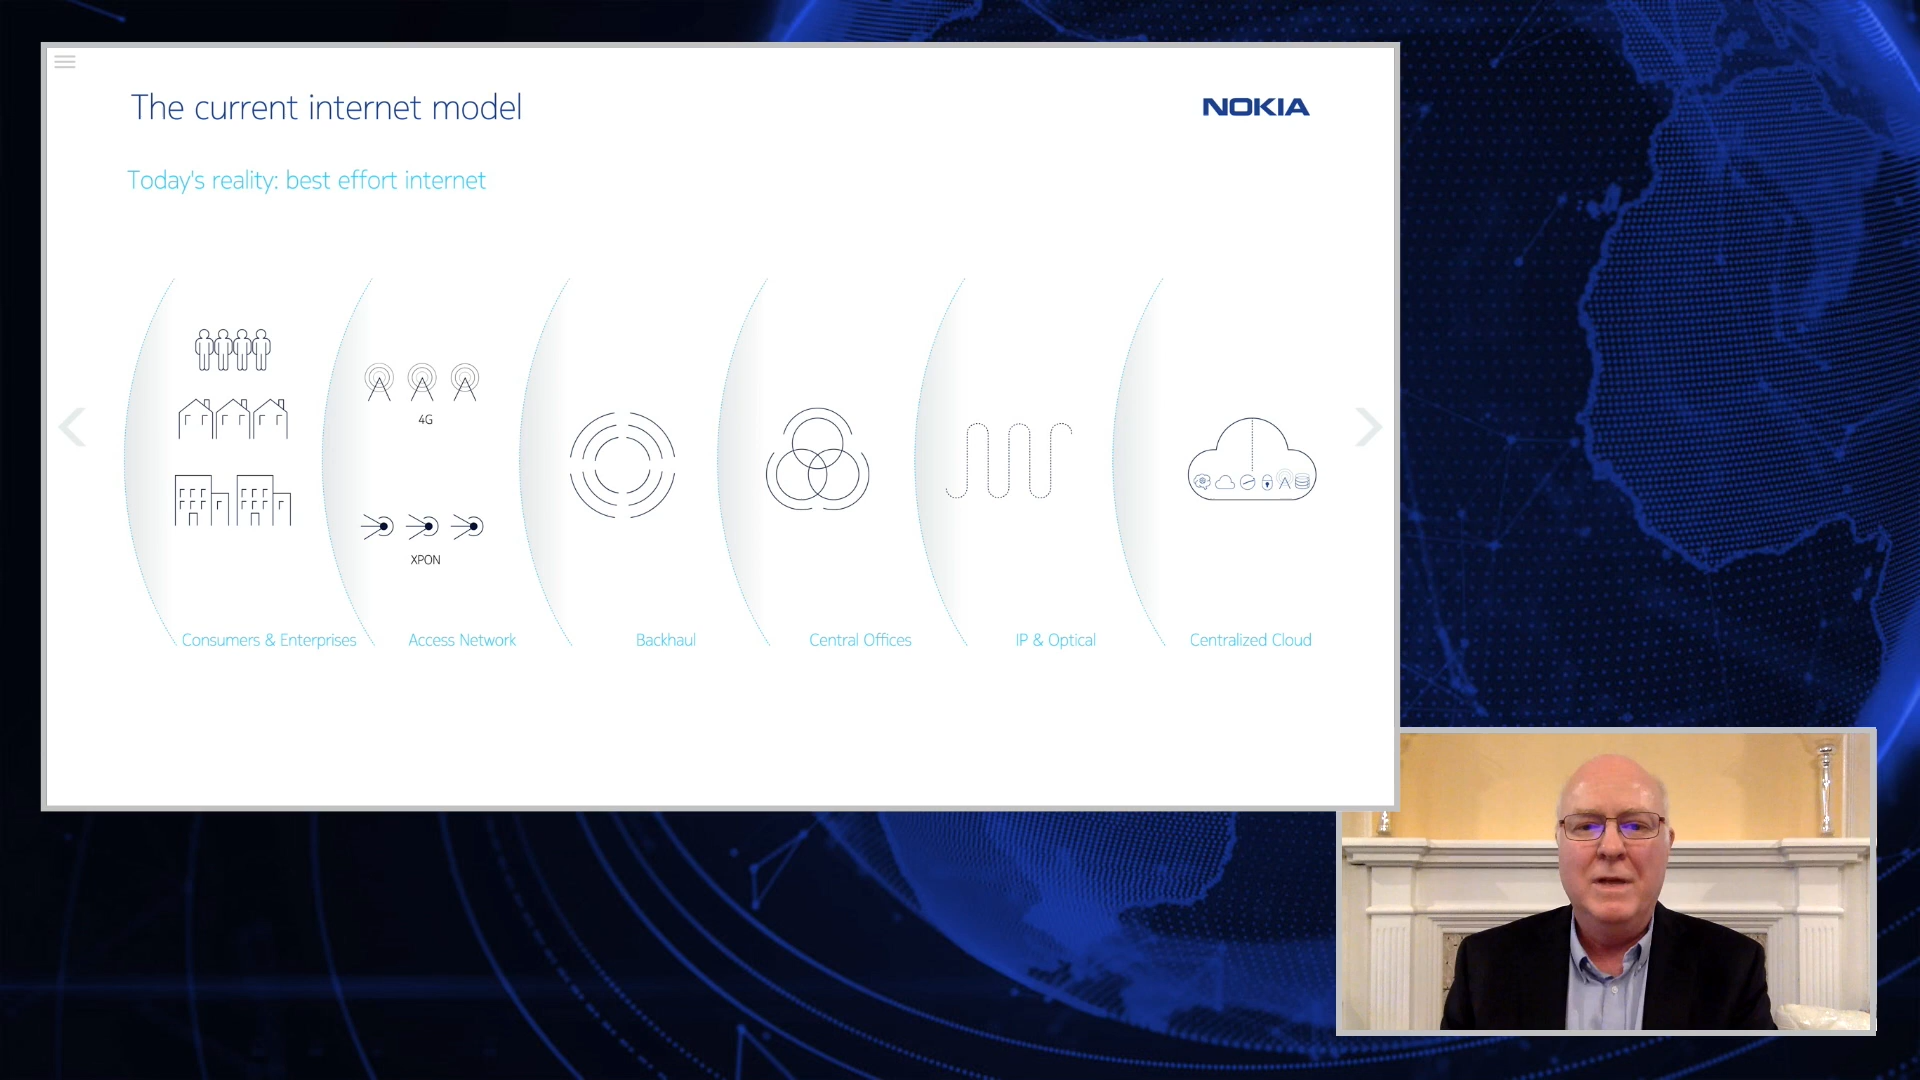 The current internet model
NOKIA
Today's reality: best effort internet
4G
XPON
Consumers & Enterprises
Access Network
Backhaul
Central Offices
IP & Optical
Centralized Cloud